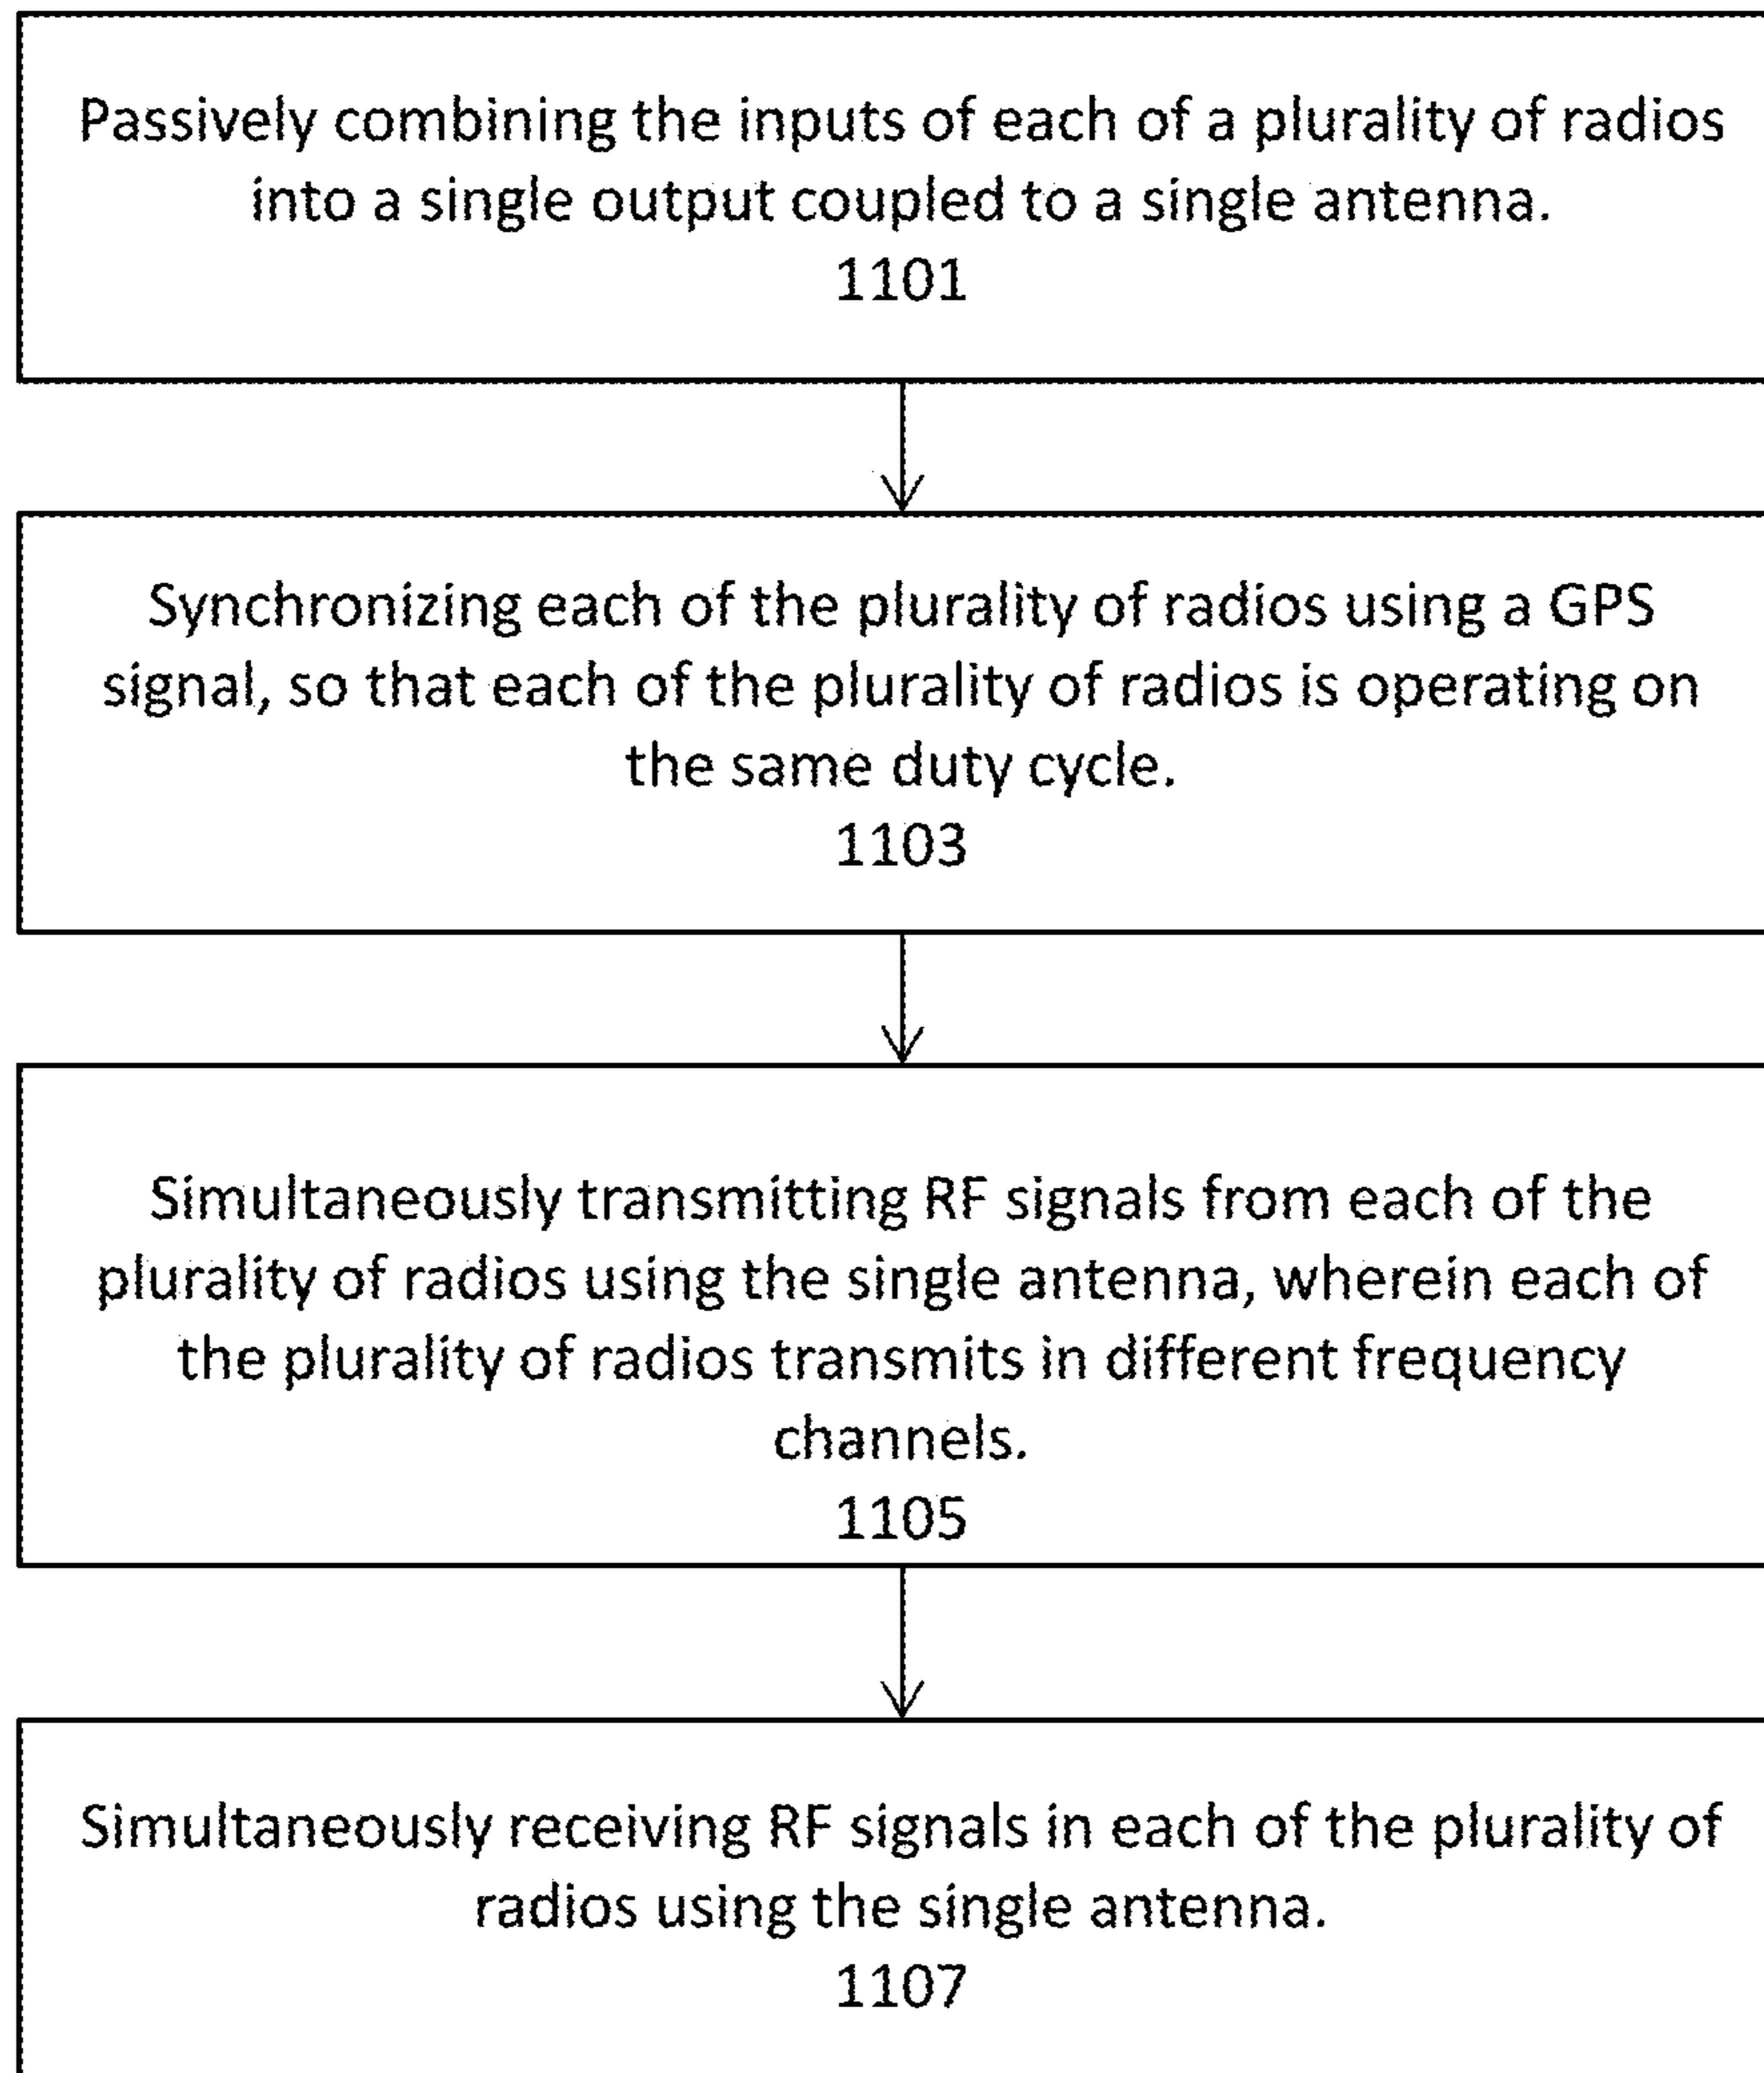 Passively combining the inputs of each of a plurality of radios
into a single output coupled to a single antenna.
1101
Synchronizing each of the plurality of radios using a GPS
signal, so that each of the plurality of radios is operating on
the same duty cycle.
1103
Simultaneously transmitting RF signals from each of the
plurality of radios using the single antenna, wherein each of
the plurality of radios transmits in different frequency
channels.
1105
Simultaneously receiving RF signals in each of the plurality of
radios using the single antenna.
1107